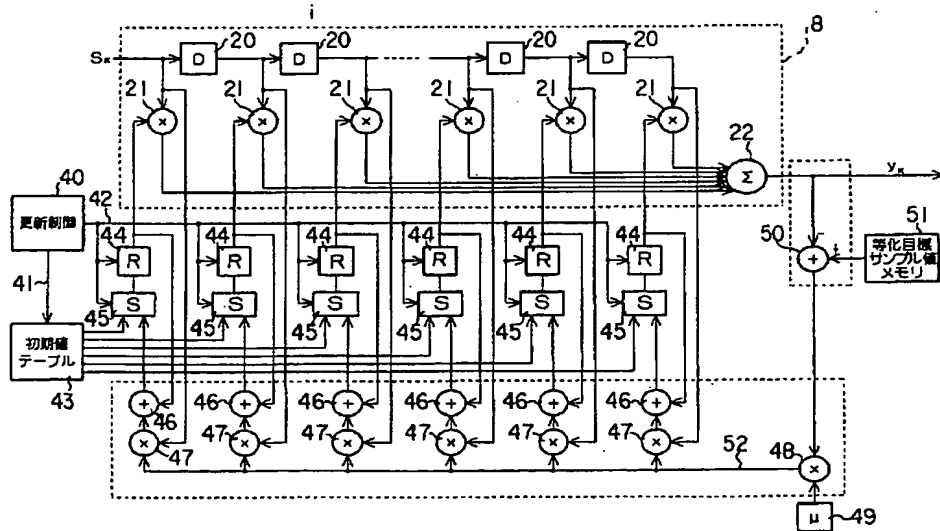 i
8
20 20 20 20
Sκ D D D D
21 21 21 21 21 21
× × × × × ×
22
Σ
yκ
40
更新制御
42
44 44 44 44 44 44
R R R R R R
41
S S S S S S
45 45 45 45 45 45
初期値
テーブル
43
50
-
+
+
51
等化目標
サンプル値
メモリ
46 46 46 46 46 46
+ + + + + +
47 47 47 47 47 47
× × × × × ×
52
48
×
μ
49